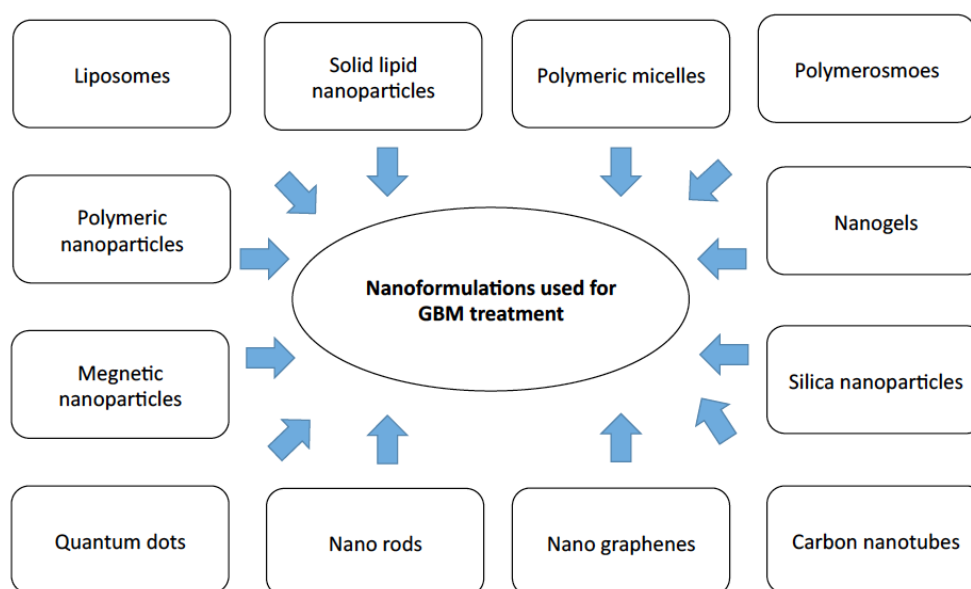 Liposomes
Solid lipid
nanoparticles
Polymeric micelles
Polymerosmoes
Polymeric
nanoparticles
Nanogels
Nanoformulations used for
GBM treatment
Megnetic
nanoparticles
Silica nanoparticles
Quantum dots
Nano rods
Nano graphenes
Carbon nanotubes